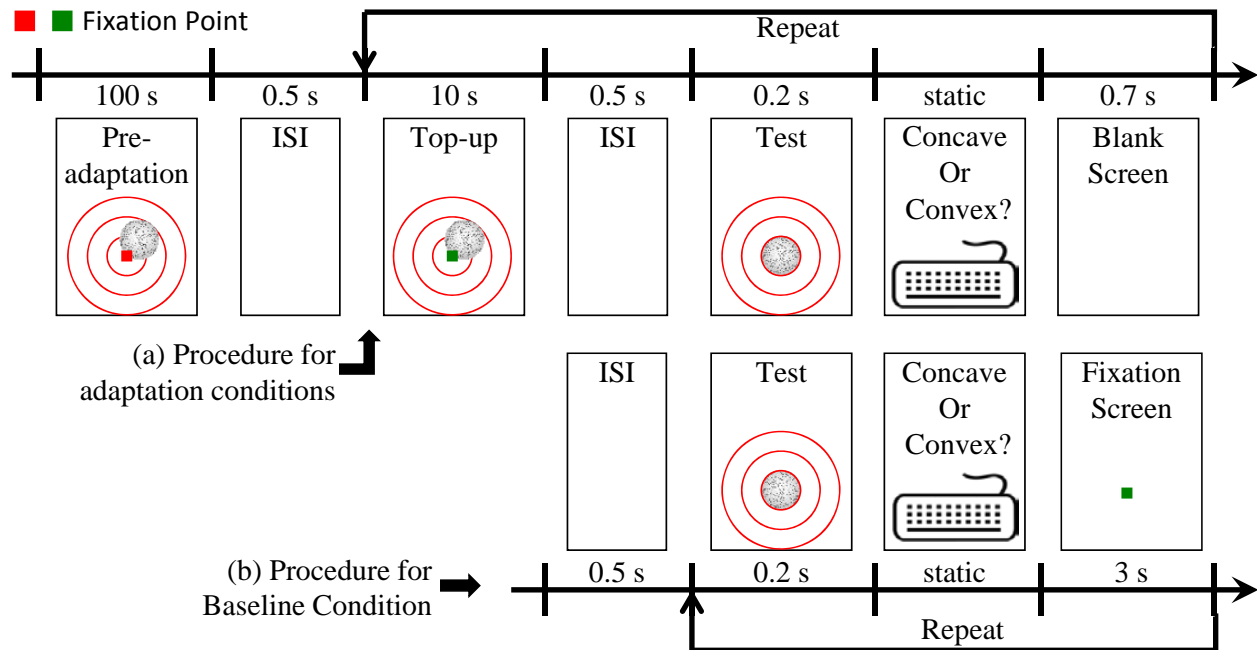 Fixation Point
Repeat
100 s 0.5 s 10 s 0.5 s 0.2 s static 0.7 s
Pre-
adaptation
ISI
Top-up
ISI
Test
Concave
Or
Convex?
Blank
Screen
(a) Procedure for
adaptation conditions
ISI
Test
Concave
Or
Convex?
Fixation
Screen
(b) Procedure for
Baseline Condition
0.5 s 0.2 s static 3 s
Repeat